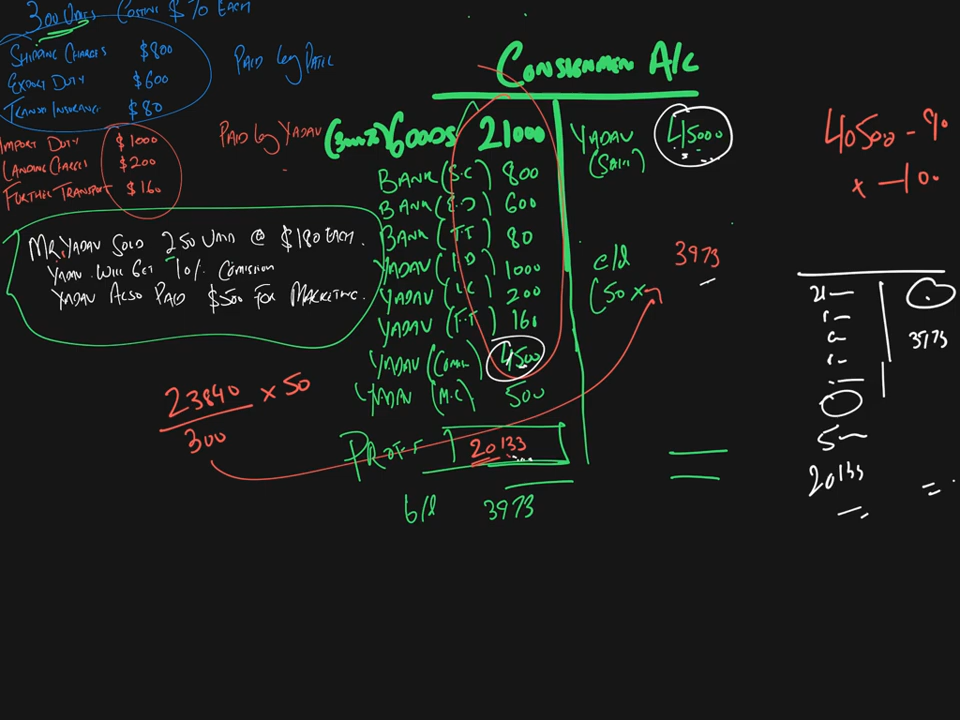 300 Units Costing $70 Each
Shipping Charges $800
Export Duty $600 Paid by Patel
Transit Insurance $80
Import Duty $1000 Paid by Yadav
Landing Charges $200
Further Transport $160
Mr. Yadav Sold 250 Units @ $180 Each.
Yadav Will Get 10% Comission
Yadav Also Paid $500 For Marketing.
23840 x 50
300
Consignmen A/c
Goods 21000
Bank (S.C) 800
Bank (E.D) 600
Bank (T.I) 80
Yadav (I.D) 1000
Yadav (L.C) 200
Yadav (F.T) 160
Yadav (Comm) 4500
Yadav (M.C) 500
Profit 20133
b/d 3973
Yadav 45000
(Sales)
c/d 3973
(50 x
40500 -
3973
20133